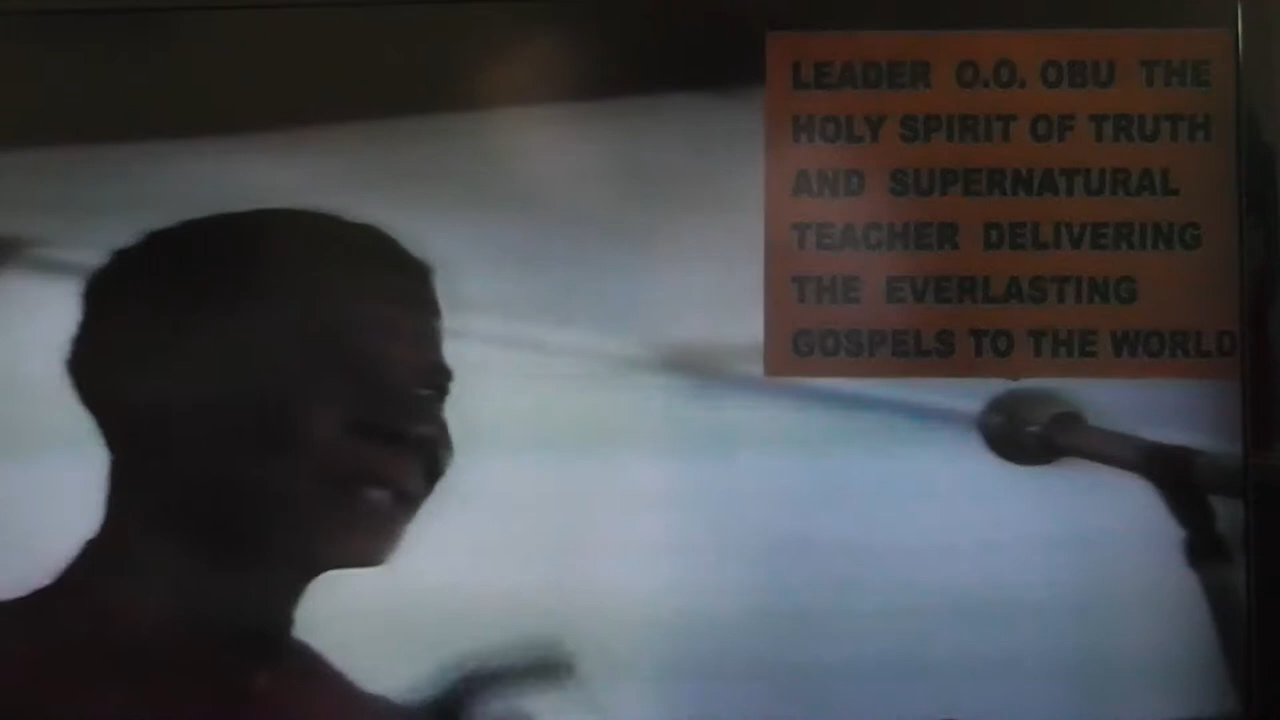 LEADER O.O. OBU THE
HOLY SPIRIT OF TRUTH
AND SUPERNATURAL
TEACHER DELIVERING
THE EVERLASTING
GOSPELS TO THE WORLD